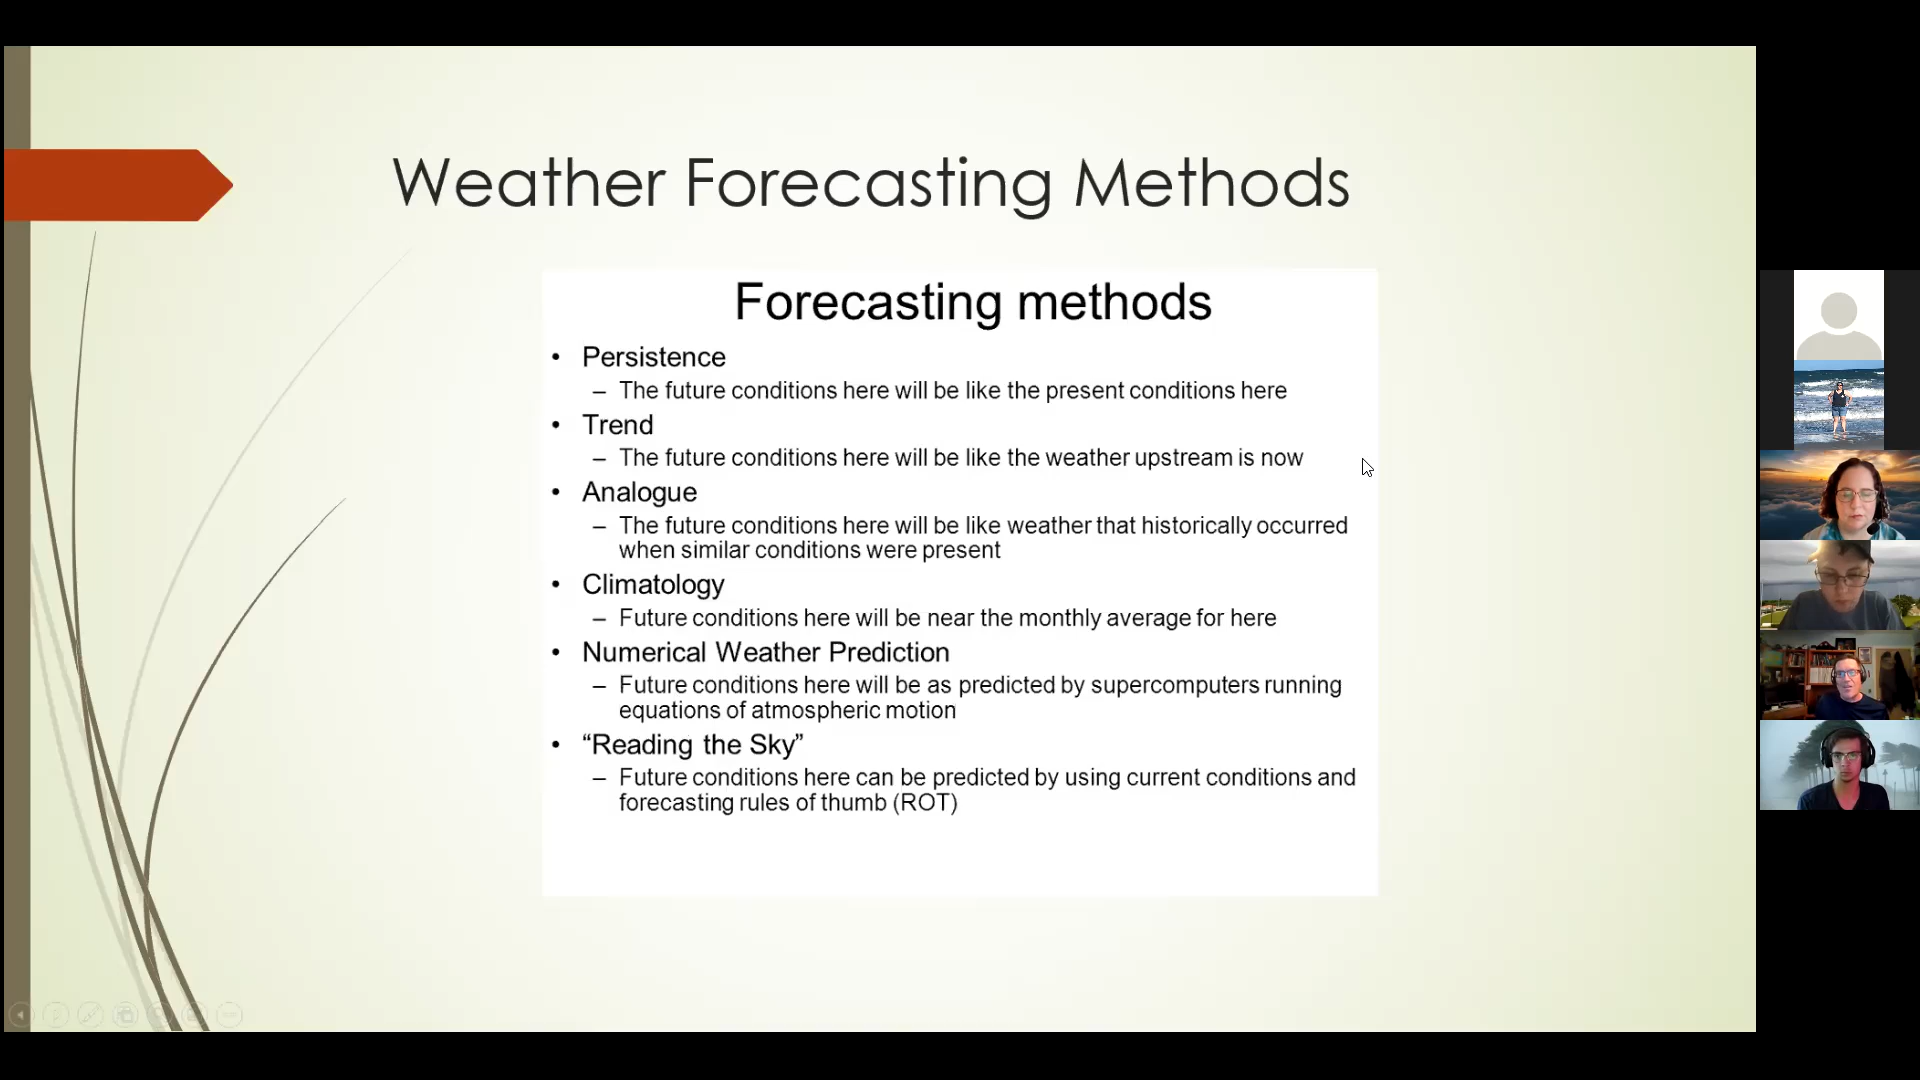 Weather Forecasting Methods
Forecasting methods
• Persistence
– The future conditions here will be like the present conditions here
• Trend
– The future conditions here will be like the weather upstream is now
• Analogue
– The future conditions here will be like weather that historically occurred
when similar conditions were present
• Climatology
– Future conditions here will be near the monthly average for here
• Numerical Weather Prediction
– Future conditions here will be as predicted by supercomputers running
equations of atmospheric motion
• “Reading the Sky”
– Future conditions here can be predicted by using current conditions and
forecasting rules of thumb (ROT)